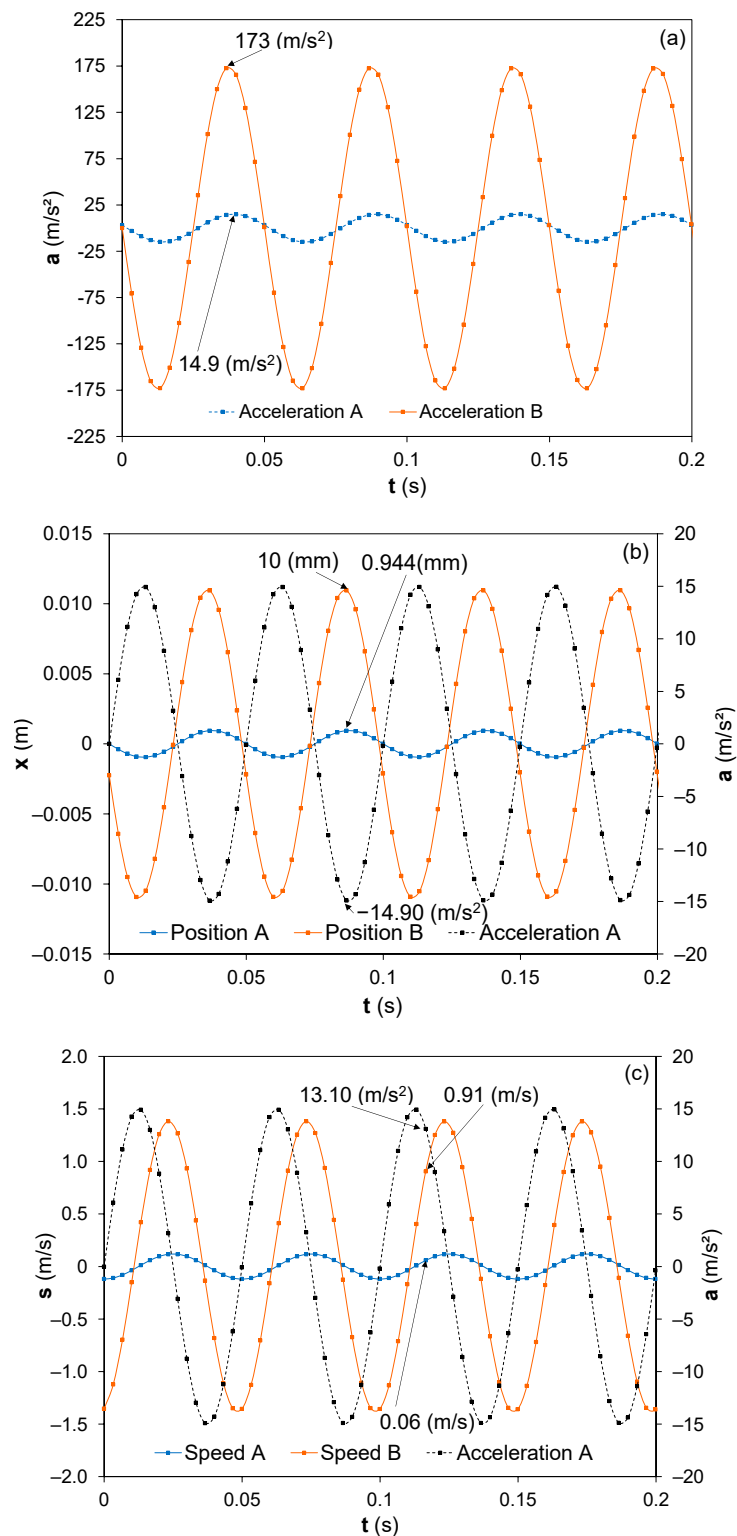 173 (m/s²)
(a)
225
175
125
75
25
-25
-75
-125
-175
-225
a (m/s²)
14.9 (m/s²)
Acceleration A
Acceleration B
0
0.05
0.1
0.15
0.2
t (s)
0.015
0.010
0.005
0
–0.005
–0.010
–0.015
x (m)
10 (mm)
0.944(mm)
(b)
20
15
10
5
0
–5
–10
–15
–20
a (m/s²)
−14.90 (m/s²)
Position A
Position B
Acceleration A
0
0.05
0.1
0.15
0.2
t (s)
2.0
1.5
1.0
0.5
0
–0.5
–1.0
–1.5
–2.0
s (m/s)
13.10 (m/s²)
0.91 (m/s)
(c)
20
15
10
5
0
–5
–10
–15
–20
a (m/s²)
0.06 (m/s)
Speed A
Speed B
Acceleration A
0
0.05
0.1
0.15
0.2
t (s)